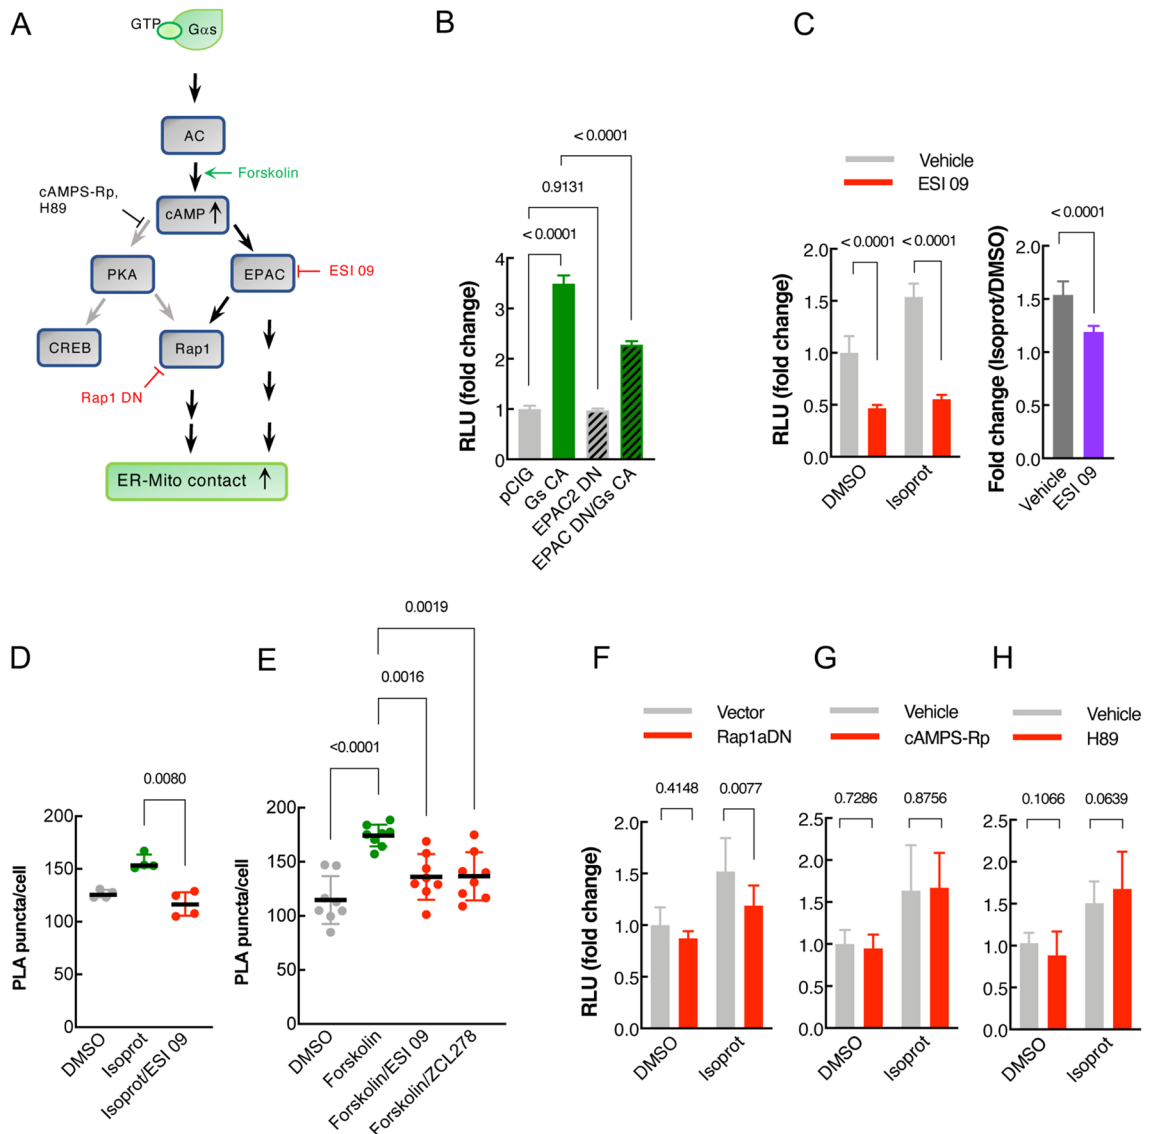 A
GTP
Gαs
AC
Forskolin
cAMPS-Rp,
H89
cAMP
PKA
EPAC
ESI 09
CREB
Rap1
Rap1 DN
ER-Mito contact
B
< 0.0001
0.9131
< 0.0001
RLU (fold change)
4
3
2
1
0
pCIG
Gs CA
EPAC2 DN
EPAC DN/Gs CA
C
Vehicle
ESI 09
< 0.0001
< 0.0001
RLU (fold change)
2.0
1.5
1.0
0.5
0.0
DMSO
Isoprot
< 0.0001
Fold change (Isoprot/DMSO)
2.0
1.5
1.0
0.5
0.0
Vehicle
ESI 09
D
0.0080
PLA puncta/cell
200
150
100
50
0
DMSO
Isoprot
Isoprot/ESI 09
E
0.0019
0.0016
<0.0001
PLA puncta/cell
200
150
100
50
0
DMSO
Forskolin
Forskolin/ESI 09
Forskolin/ZCL278
F
Vector
Rap1aDN
0.4148
0.0077
RLU (fold change)
2.0
1.5
1.0
0.5
0.0
DMSO
Isoprot
G
Vehicle
cAMPS-Rp
0.7286
0.8756
2.5
2.0
1.5
1.0
0.5
0.0
DMSO
Isoprot
H
Vehicle
H89
0.1066
0.0639
2.5
2.0
1.5
1.0
0.5
0.0
DMSO
Isoprot